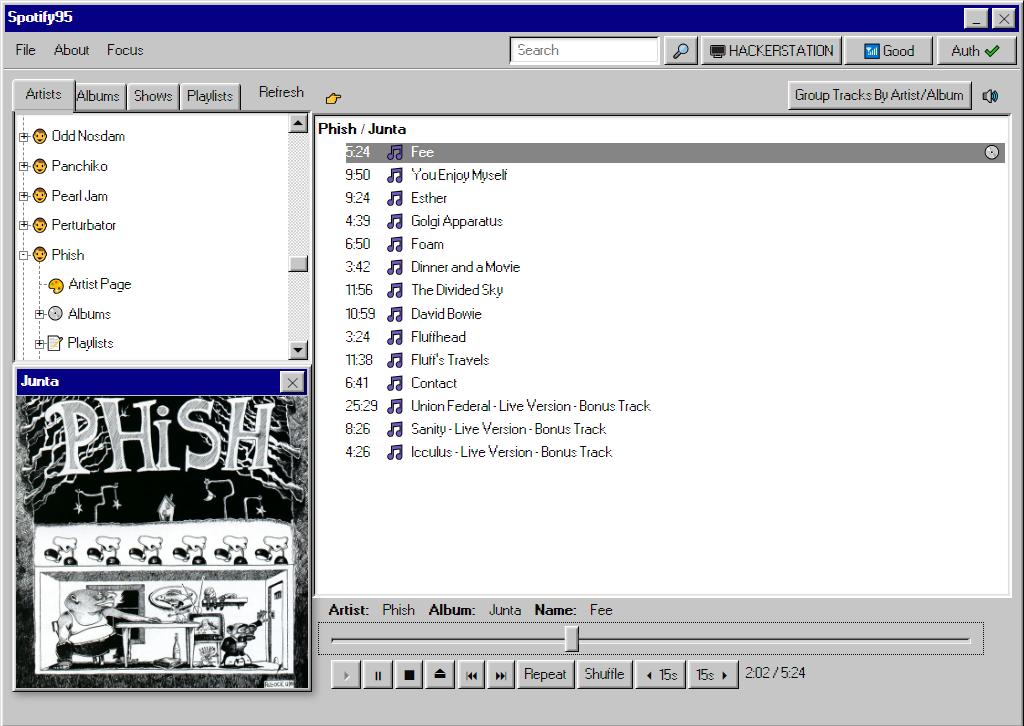 Spotify95
File About Focus Search HACKERSTATION Good Auth
Artists Albums Shows Playlists Refresh Group Tracks By Artist/Album
Odd Nosdam
Panchiko
Pearl Jam
Perturbator
Phish
Artist Page
Albums
Playlists
Junta
PHiSH
Phish / Junta
5:24 Fee
9:50 You Enjoy Myself
9:24 Esther
4:39 Golgi Apparatus
6:50 Foam
3:42 Dinner and a Movie
11:56 The Divided Sky
10:59 David Bowie
3:24 Fluffhead
11:38 Fluff's Travels
6:41 Contact
25:29 Union Federal - Live Version - Bonus Track
8:26 Sanity - Live Version - Bonus Track
4:26 Icculus - Live Version - Bonus Track
Artist: Phish Album: Junta Name: Fee
Repeat Shuffle 15s 15s 2:02 / 5:24